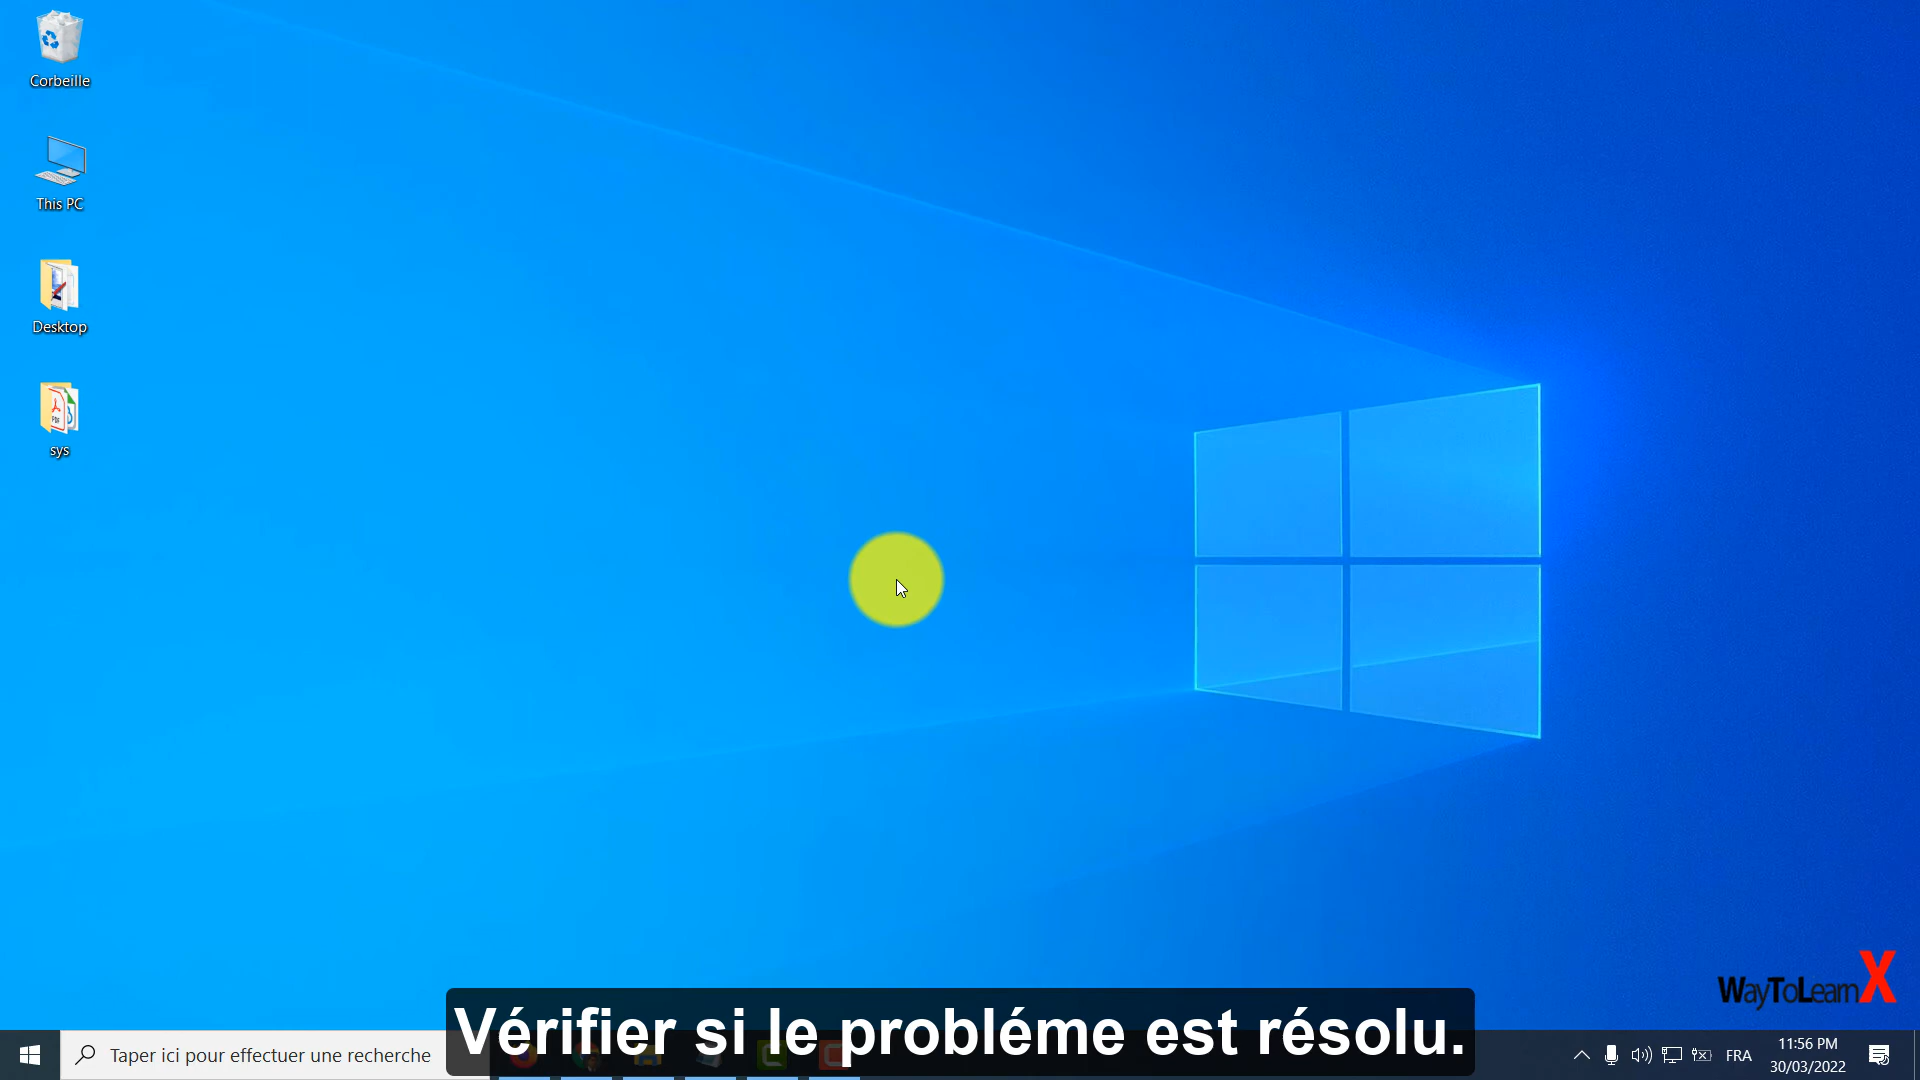 Corbeille
This PC
Desktop
PDF
sys
WayToLearnX
Vérifier si le probléme est résolu.
Taper ici pour effectuer une recherche
FRA
11:56 PM
30/03/2022